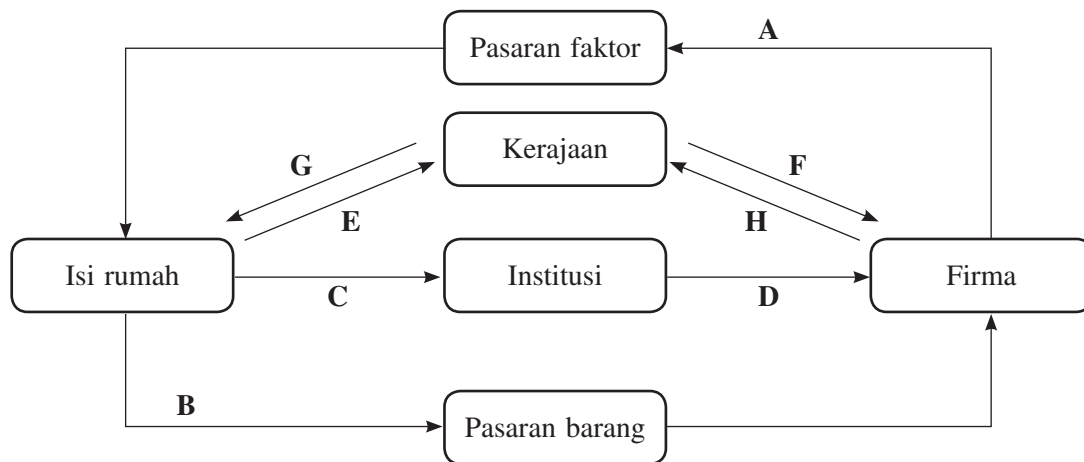 A
Pasaran faktor
Kerajaan
G
F
E
H
Isi rumah
Institusi
Firma
C
D
B
Pasaran barang